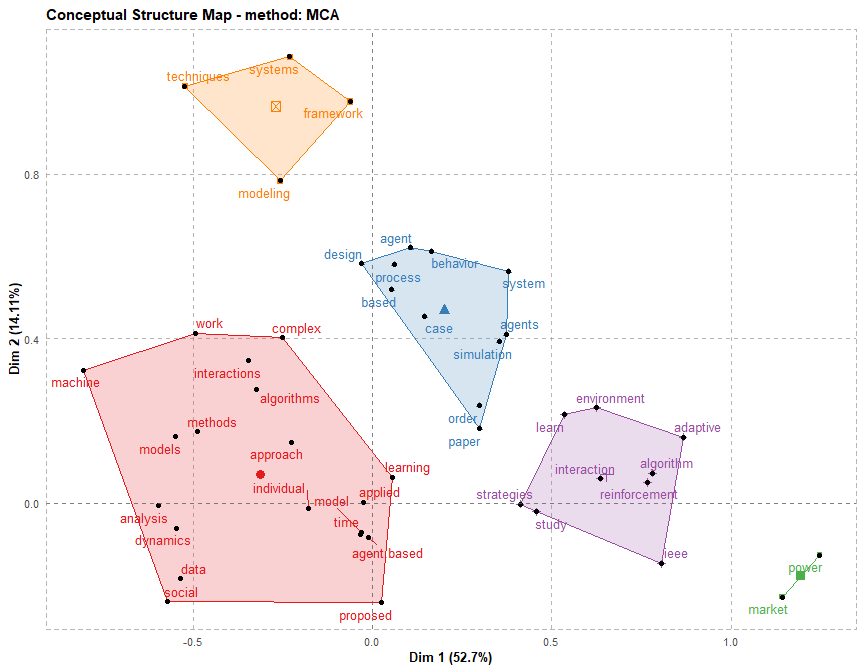 Conceptual Structure Map - method: MCA
systems
techniques
framework
0.8
modeling
agent
design
behavior
process
system
based
work
complex
case
agents
0.4
simulation
interactions
machine
algorithms
environment
order
methods
learn
adaptive
paper
models
approach
learning
interaction
algorithm
individual
applied
strategies
reinforcement
model
0.0
analysis
time
study
dynamics
agent based
ieee
data
power
social
market
proposed
-0.5
0.0
0.5
1.0
Dim 1 (52.7%)
Dim 2 (14.11%)